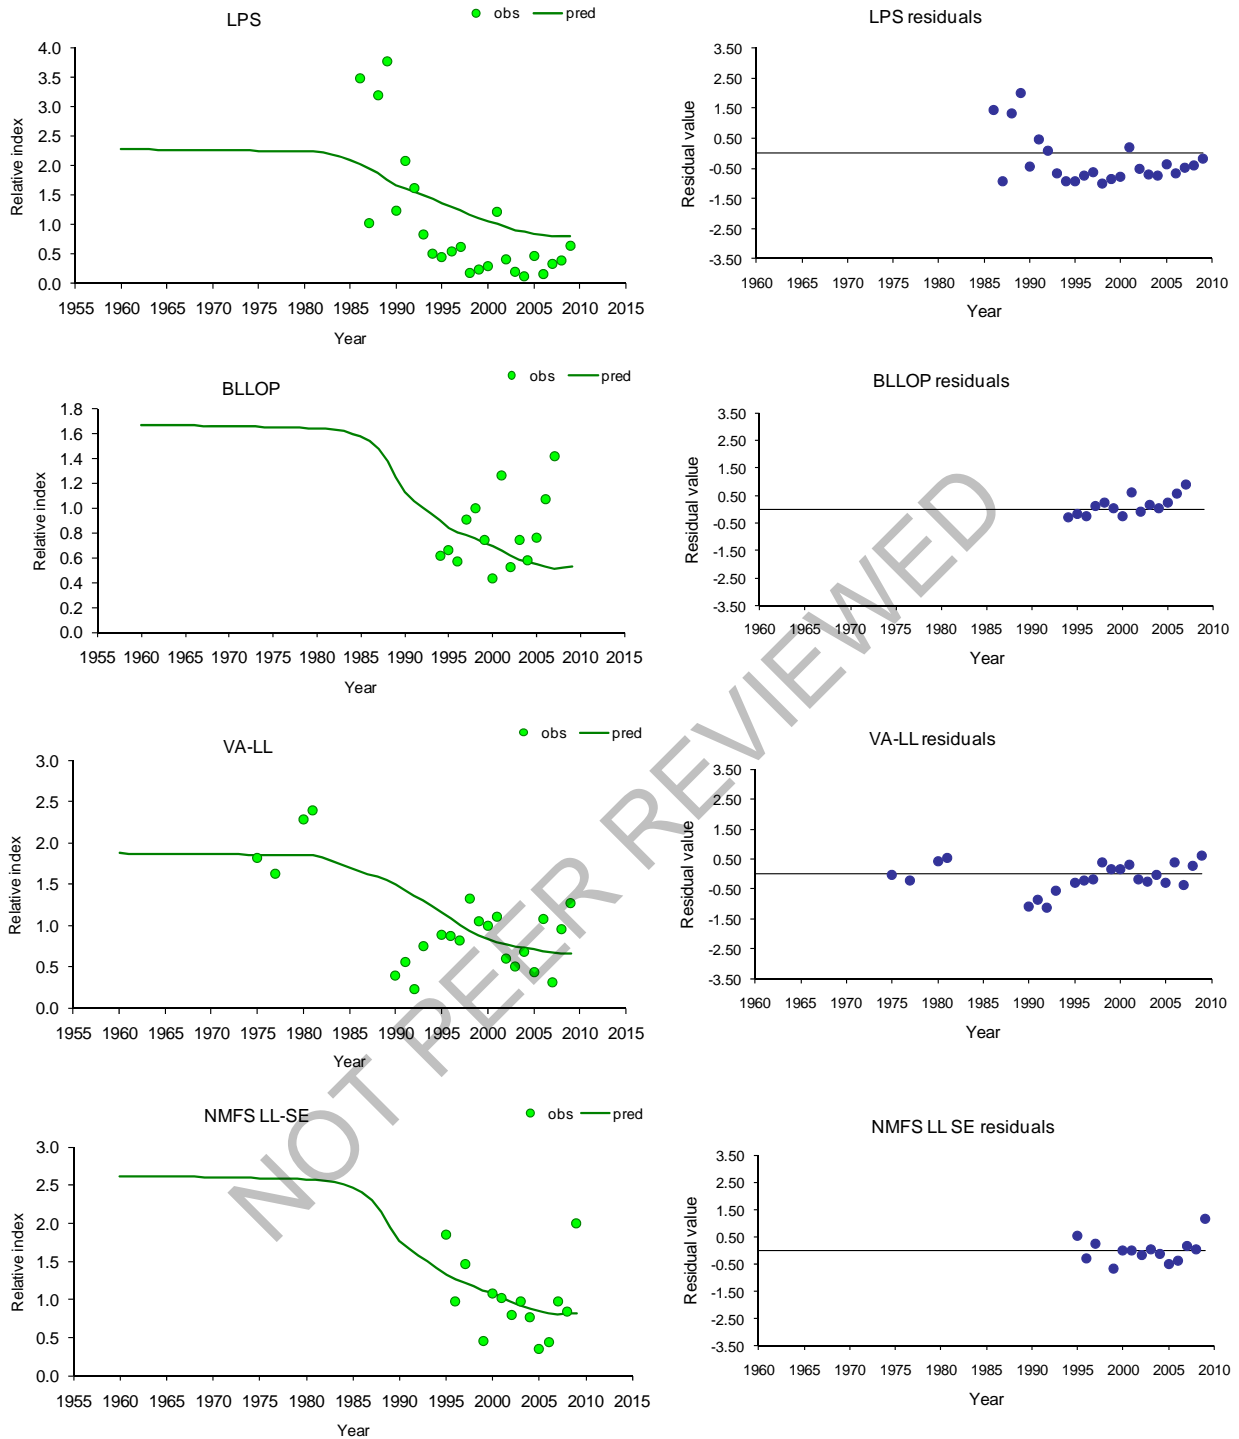 LPS
obs pred
4.0
3.5
3.0
2.5
2.0
1.5
1.0
0.5
0.0
Relative index
1955 1960 1965 1970 1975 1980 1985 1990 1995 2000 2005 2010 2015
Year
LPS residuals
3.50
2.50
1.50
0.50
-0.50
-1.50
-2.50
-3.50
Residual value
1960 1965 1970 1975 1980 1985 1990 1995 2000 2005 2010
Year
BLLOP
obs pred
1.8
1.6
1.4
1.2
1.0
0.8
0.6
0.4
0.2
0.0
Relative index
1955 1960 1965 1970 1975 1980 1985 1990 1995 2000 2005 2010 2015
Year
BLLOP residuals
3.50
2.50
1.50
0.50
-0.50
-1.50
-2.50
-3.50
Residual value
1960 1965 1970 1975 1980 1985 1990 1995 2000 2005 2010
Year
VA-LL
obs pred
3.0
2.5
2.0
1.5
1.0
0.5
0.0
Relative index
1955 1960 1965 1970 1975 1980 1985 1990 1995 2000 2005 2010 2015
Year
VA-LL residuals
3.50
2.50
1.50
0.50
-0.50
-1.50
-2.50
-3.50
Residual value
1960 1965 1970 1975 1980 1985 1990 1995 2000 2005 2010
Year
NMFS LL-SE
obs pred
3.0
2.5
2.0
1.5
1.0
0.5
0.0
Relative index
1955 1960 1965 1970 1975 1980 1985 1990 1995 2000 2005 2010 2015
Year
NMFS LL SE residuals
3.50
2.50
1.50
0.50
-0.50
-1.50
-2.50
-3.50
Residual value
1960 1965 1970 1975 1980 1985 1990 1995 2000 2005 2010
Year
NOT PEER REVIEWED